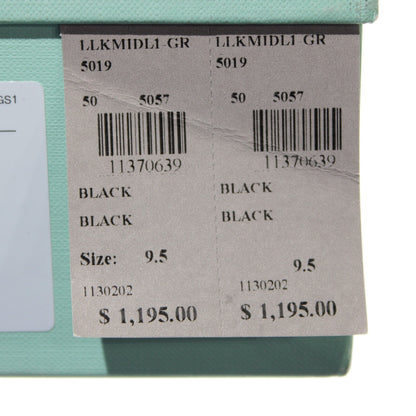 GS1
LLKMIDL1-GR
5019
50 5057
11370639
BLACK
BLACK
Size: 9.5
1130202
$ 1,195.00
LLKMIDL1 GR
5019
50 5057
11370639
BLACK
BLACK
9.5
1130202
$ 1,195.00